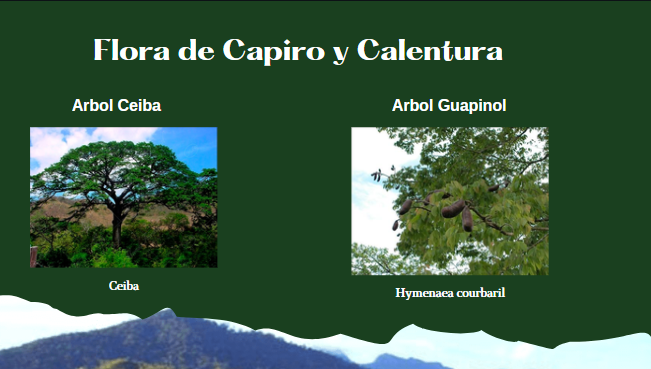 Flora de Capiro y Calentura
Arbol Ceiba
Arbol Guapinol
Ceiba
Hymenaea courbaril